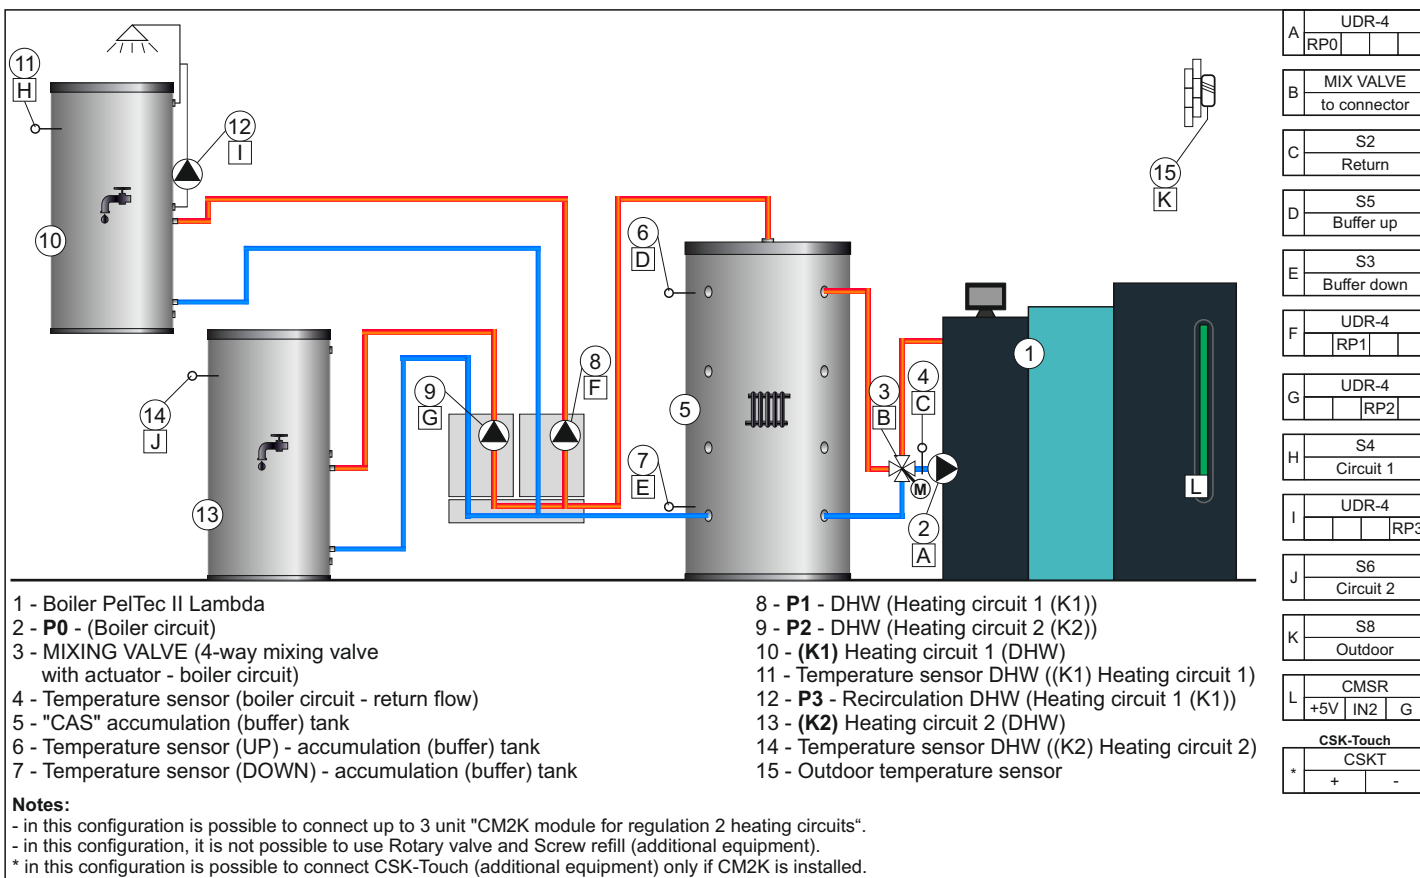 11
H
12
I
10
14
J
13
9
G
8
F
6
D
7
E
5
3
B
4
C
M
2
A
1
L
15
K
A UDR-4
RP0
B MIX VALVE
to connector
C S2
Return
D S5
Buffer up
E S3
Buffer down
F UDR-4
RP1
G UDR-4
RP2
H S4
Circuit 1
I UDR-4
RP3
J S6
Circuit 2
K S8
Outdoor
L CMSR
+5V IN2 G
CSK-Touch
* CSKT
+ -
1 - Boiler PelTec II Lambda
2 - P0 - (Boiler circuit)
3 - MIXING VALVE (4-way mixing valve
with actuator - boiler circuit)
4 - Temperature sensor (boiler circuit - return flow)
5 - "CAS" accumulation (buffer) tank
6 - Temperature sensor (UP) - accumulation (buffer) tank
7 - Temperature sensor (DOWN) - accumulation (buffer) tank
8 - P1 - DHW (Heating circuit 1 (K1))
9 - P2 - DHW (Heating circuit 2 (K2))
10 - (K1) Heating circuit 1 (DHW)
11 - Temperature sensor DHW ((K1) Heating circuit 1)
12 - P3 - Recirculation DHW (Heating circuit 1 (K1))
13 - (K2) Heating circuit 2 (DHW)
14 - Temperature sensor DHW ((K2) Heating circuit 2)
15 - Outdoor temperature sensor
Notes:
- in this configuration is possible to connect up to 3 unit "CM2K module for regulation 2 heating circuits“.
- in this configuration, it is not possible to use Rotary valve and Screw refill (additional equipment).
* in this configuration is possible to connect CSK-Touch (additional equipment) only if CM2K is installed.